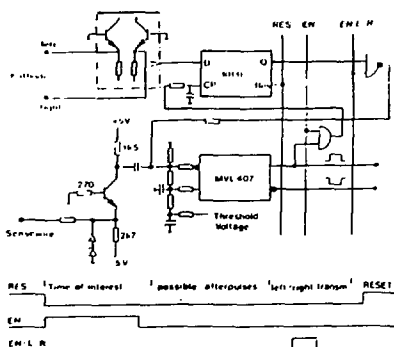 RES EN EN·L R
left
D Q
CP
right
+5V
1k5
MVL 407
270
Threshold
Voltage
Sensewire
2k7
5V
RES Time of interest possible afterpulses left/right transm RESET
EN
EN·L R